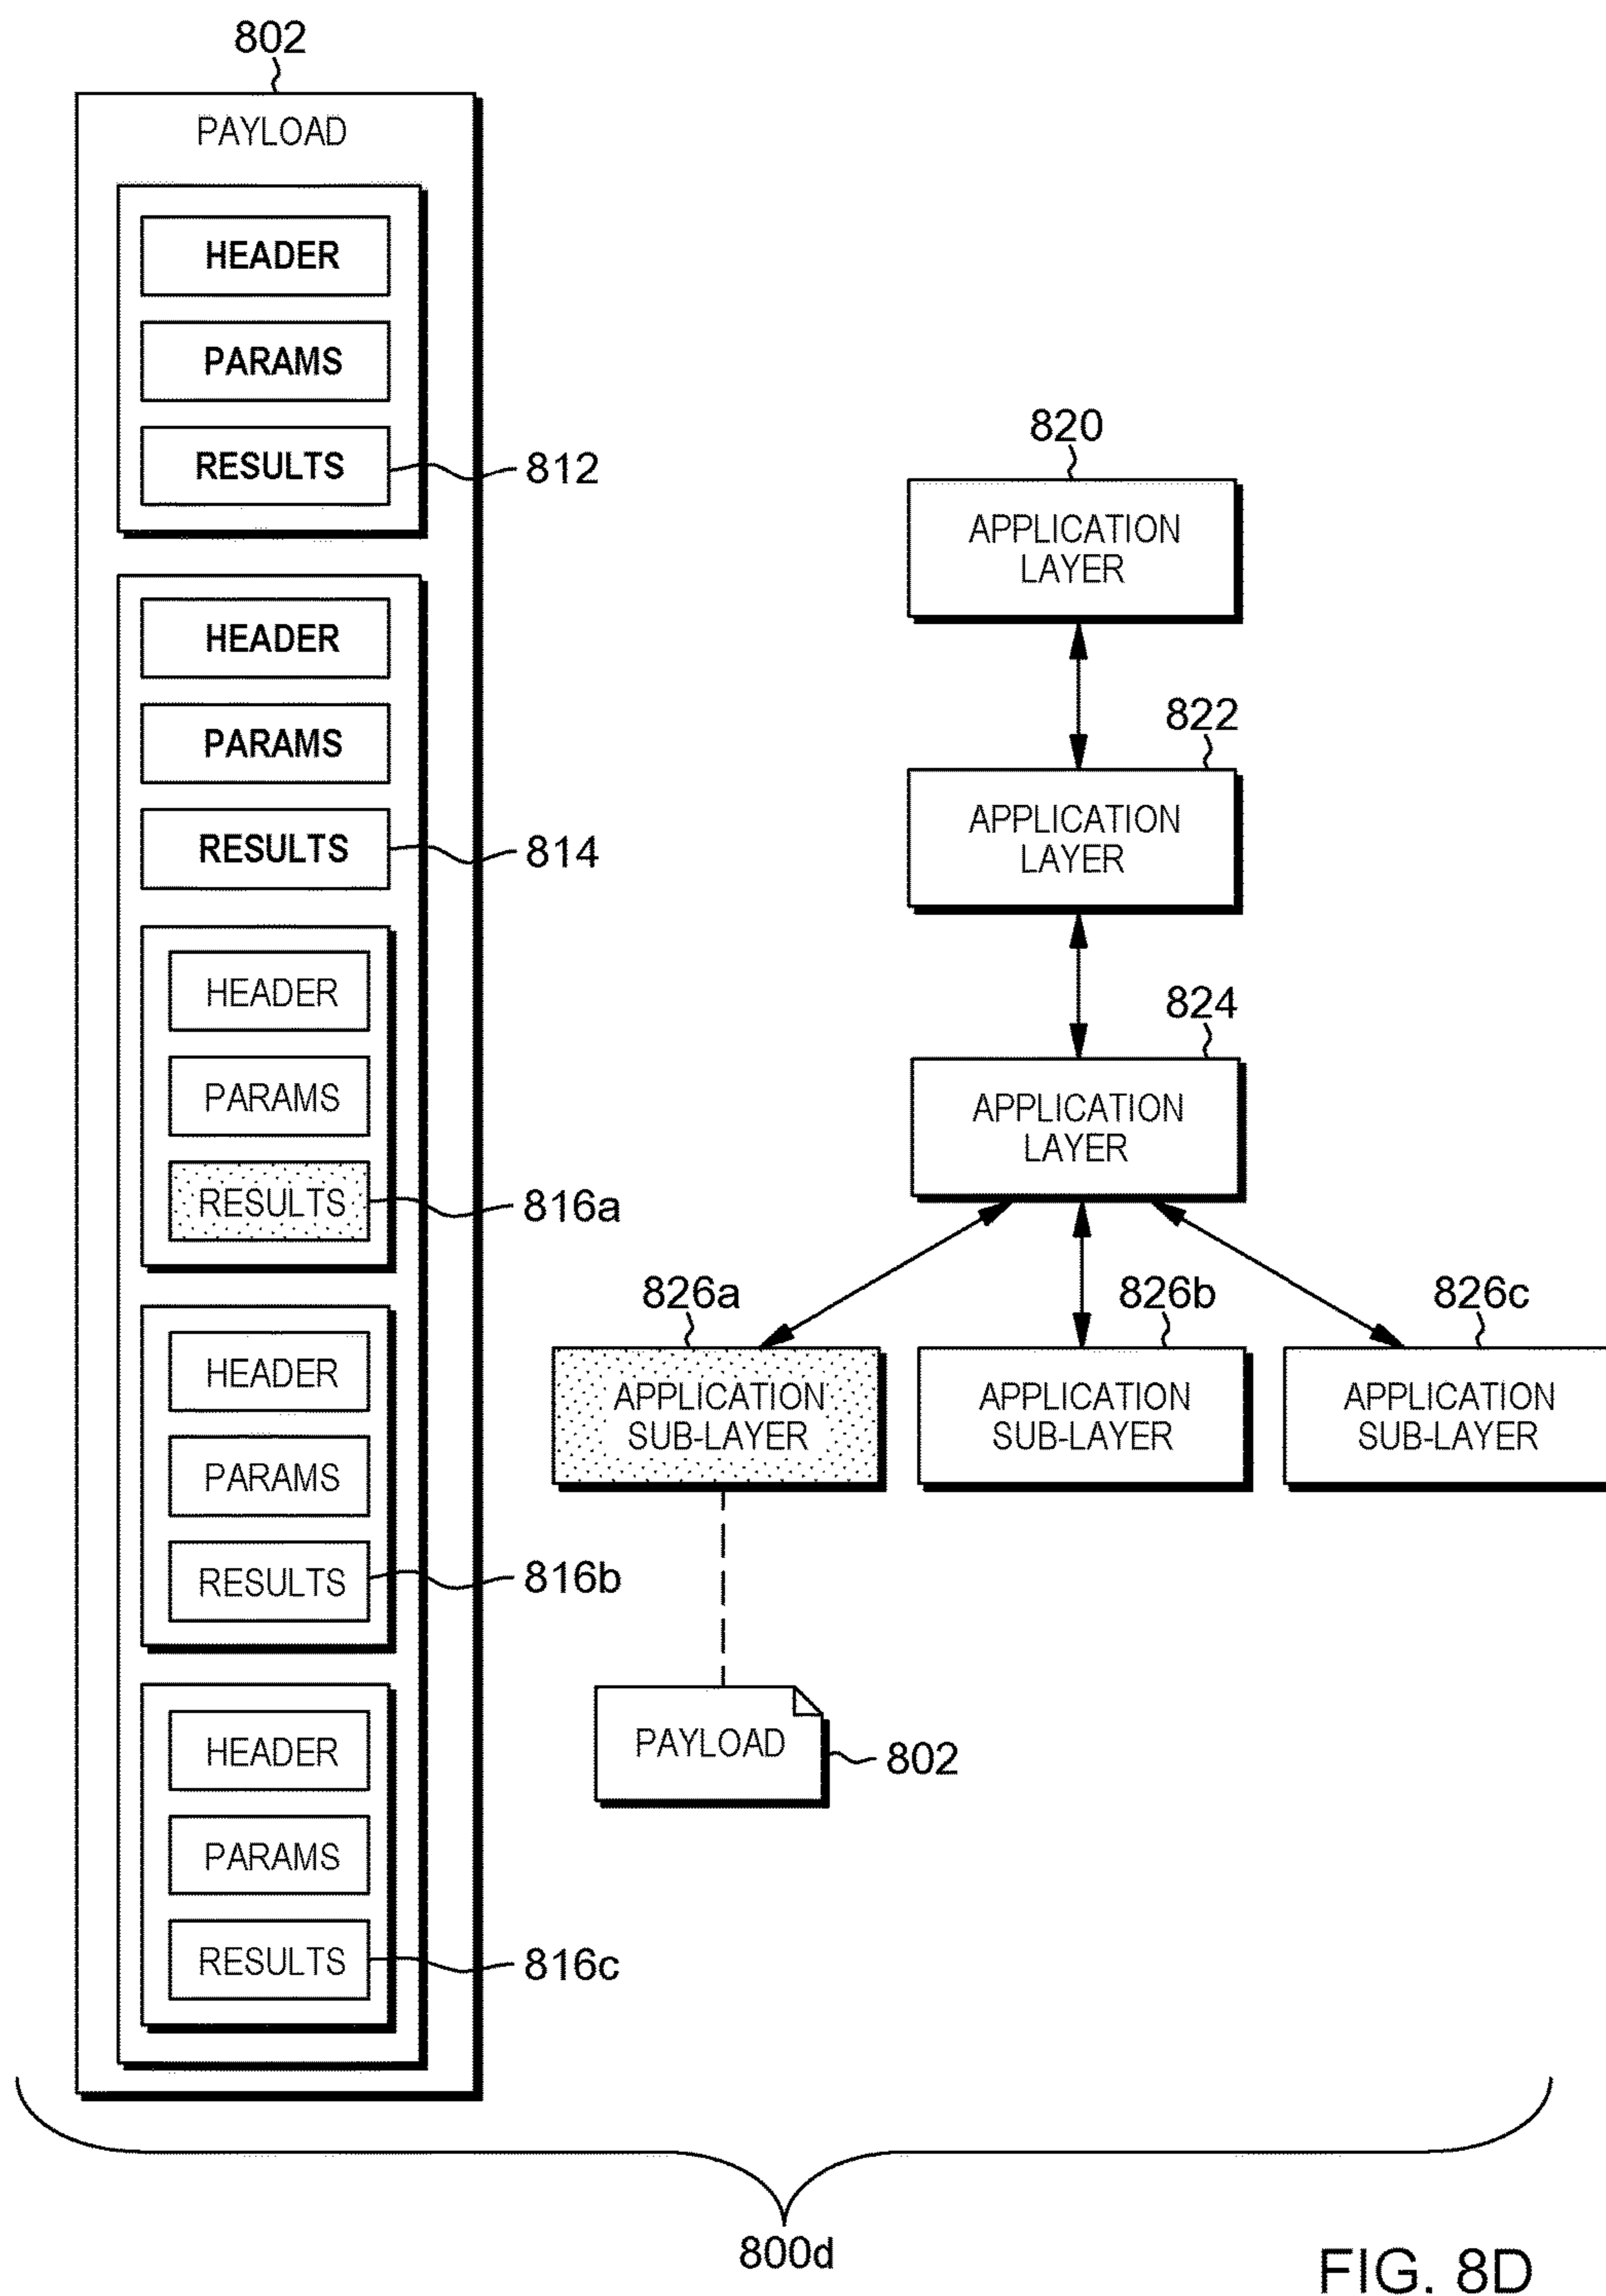 802
PAYLOAD
HEADER
PARAMS
RESULTS
812
HEADER
PARAMS
RESULTS
814
HEADER
PARAMS
RESULTS
816a
HEADER
PARAMS
RESULTS
816b
HEADER
PARAMS
RESULTS
816c
820
APPLICATION
LAYER
822
APPLICATION
LAYER
824
APPLICATION
LAYER
826a
APPLICATION
SUB-LAYER
826b
APPLICATION
SUB-LAYER
826c
APPLICATION
SUB-LAYER
PAYLOAD
802
800d
FIG. 8D